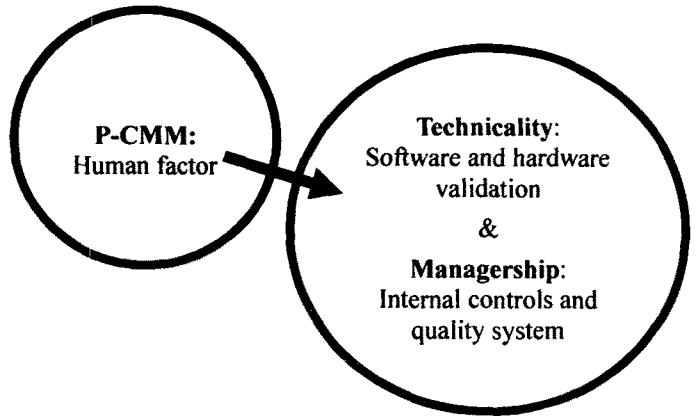 P-CMM:
Human factor
Technicality:
Software and hardware
validation
&
Managership:
Internal controls and
quality system